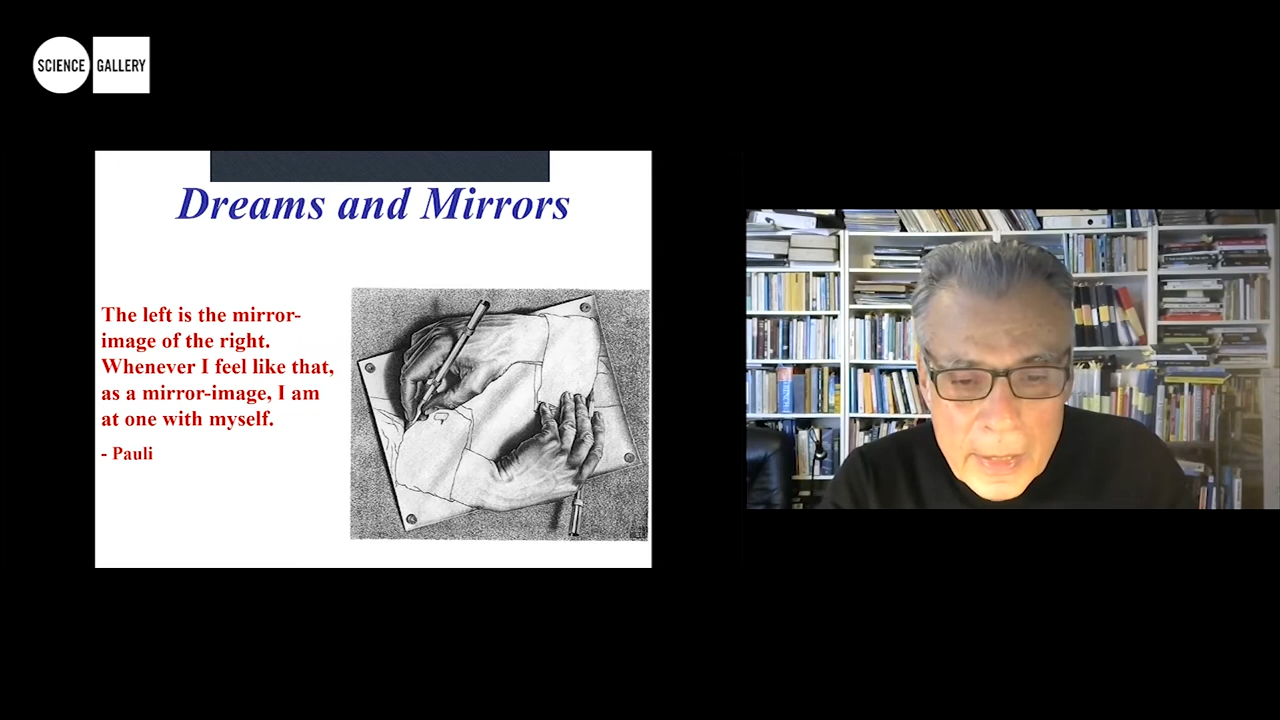 SCIENCE GALLERY
Dreams and Mirrors
The left is the mirror-
image of the right.
Whenever I feel like that,
as a mirror-image, I am
at one with myself.
- Pauli